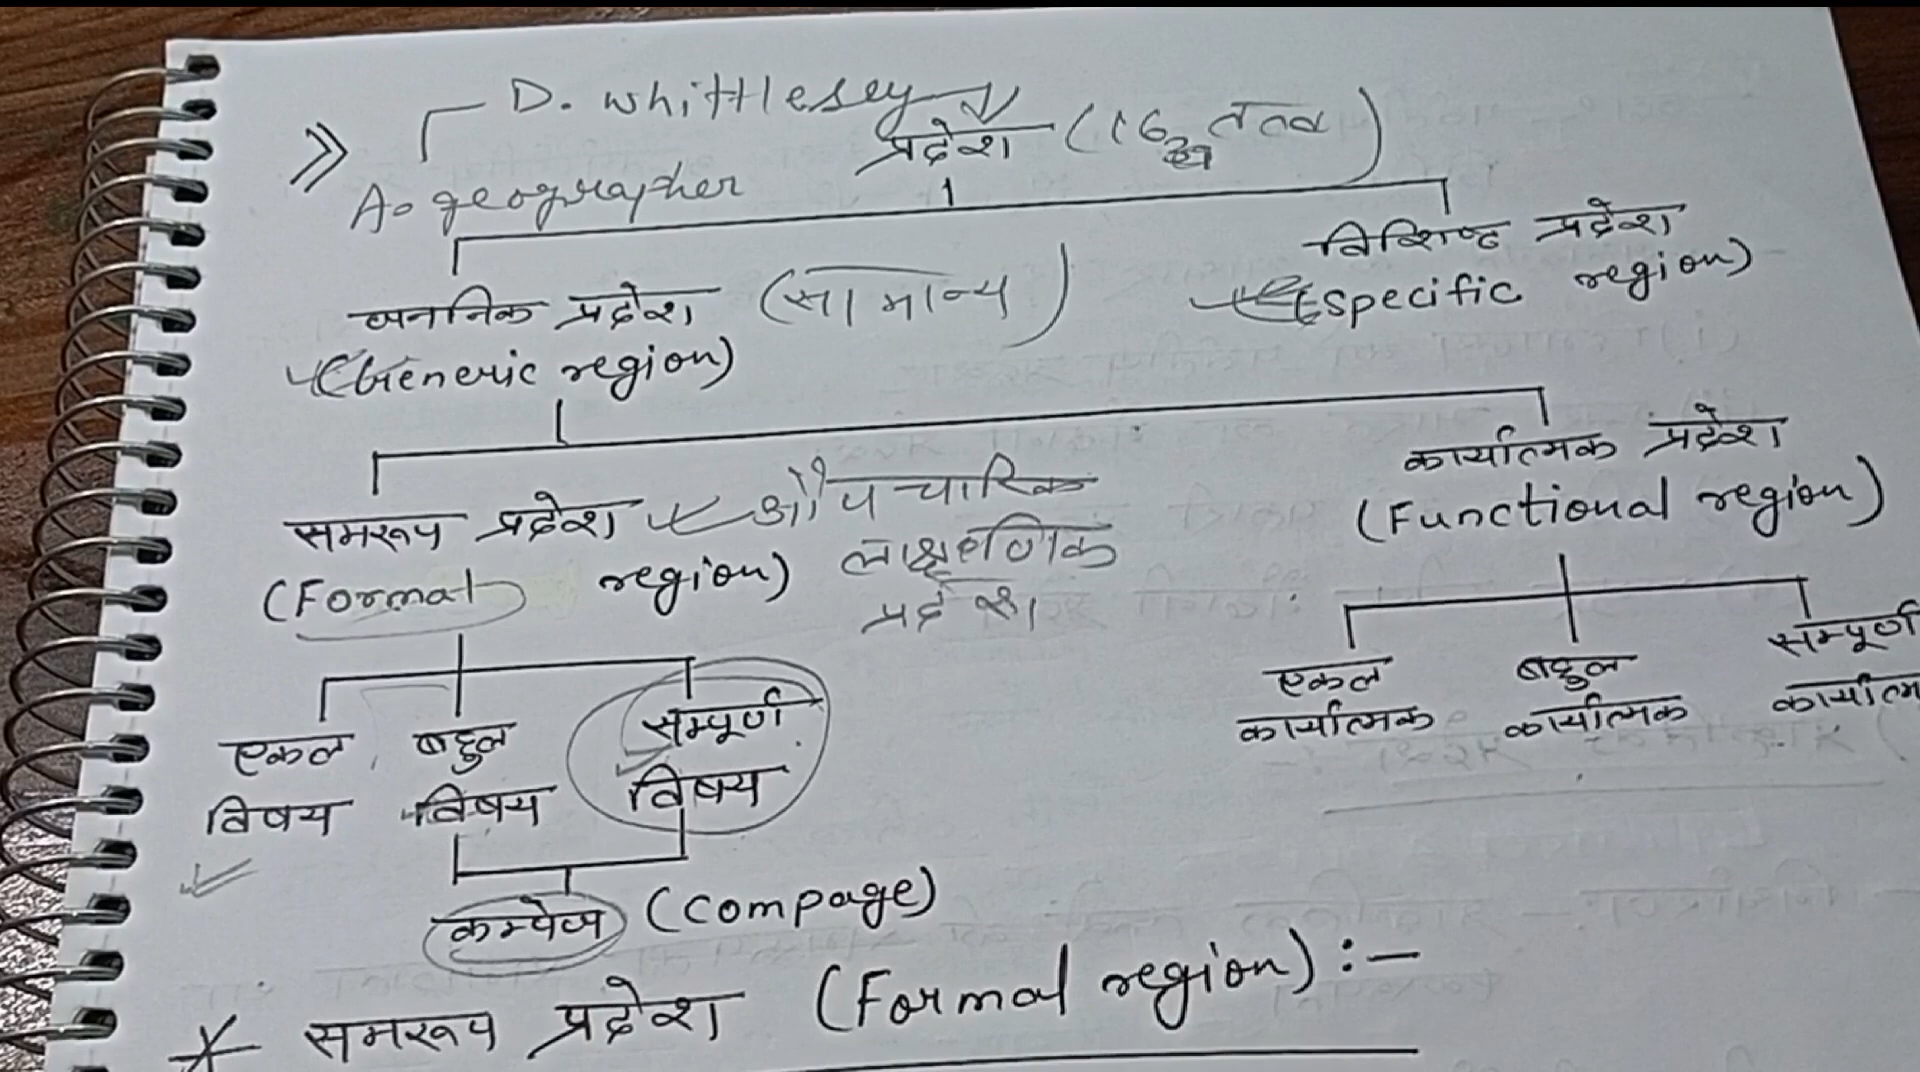 D. Whittlesey
प्रदेश (16 तत्व)
A. geographer
विशिष्ट प्रदेश
(Specific region)
जननिक प्रदेश (सामान्य)
(Generic region)
कार्यात्मक प्रदेश
(Functional region)
समरूप प्रदेश औपचारिक
(Formal region) लाक्षणिक
प्रदेश
एकल बहुल सम्पूर्ण
कार्यात्मक कार्यात्मक कार्यात्म
एकल बहुल सम्पूर्ण
विषय विषय विषय
कम्पेज (Compage)
* समरूप प्रदेश (Formal region) :-